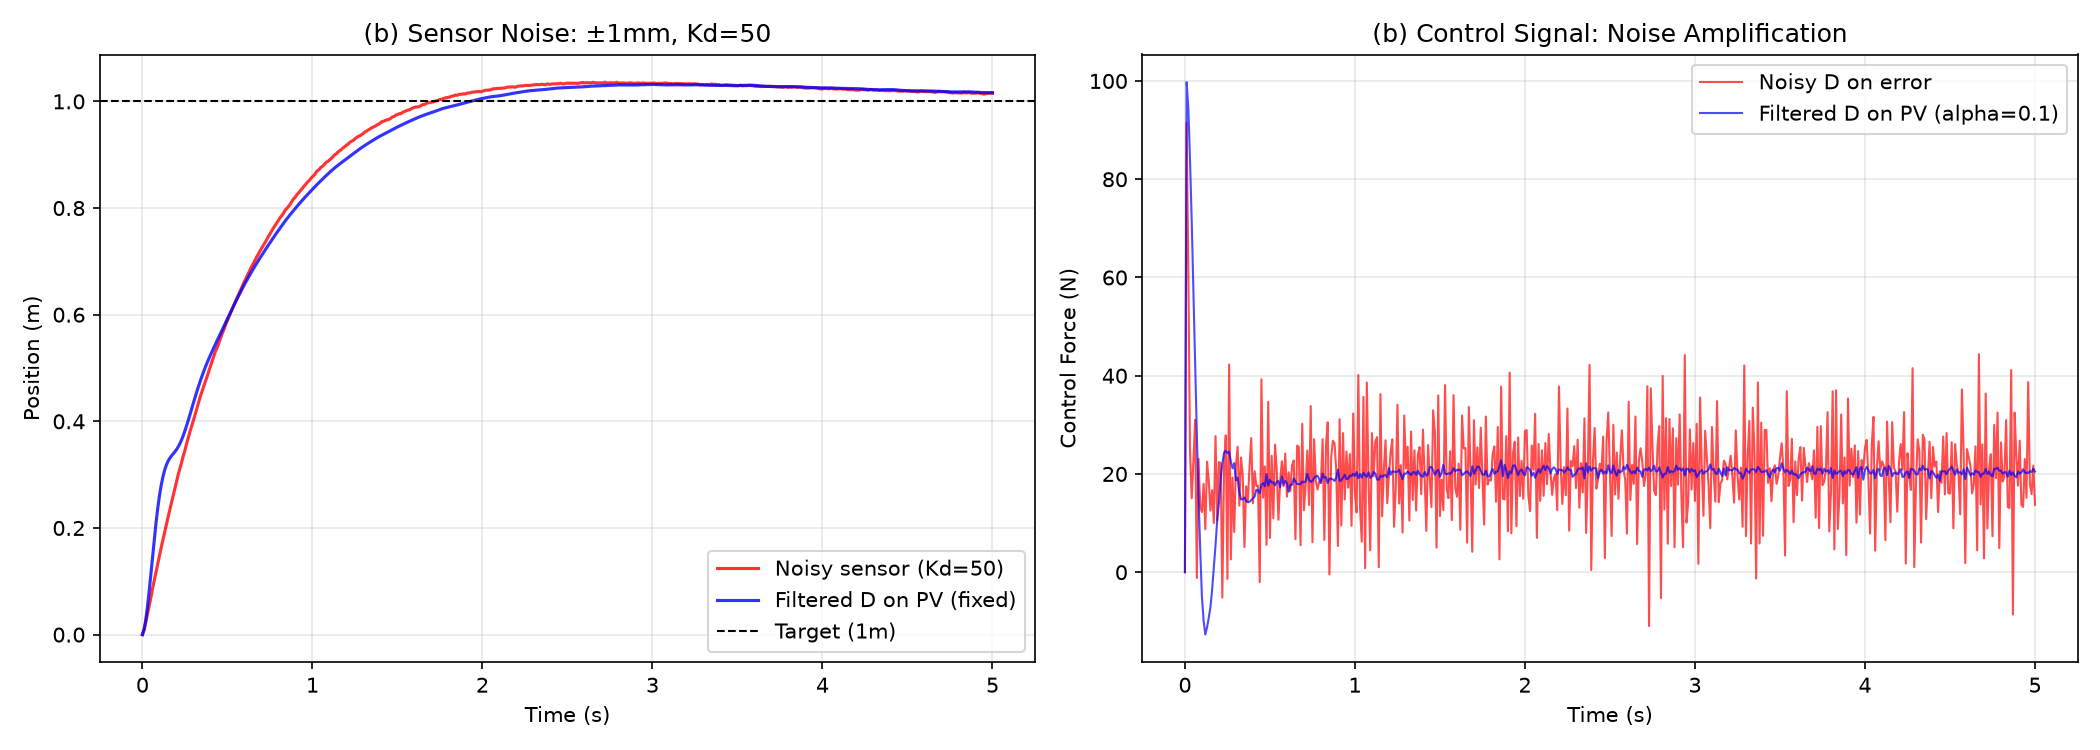 (b) Sensor Noise: ±1mm, Kd=50
Position (m)
1.0
0.8
0.6
0.4
0.2
0.0
Noisy sensor (Kd=50)
Filtered D on PV (fixed)
Target (1m)
0 1 2 3 4 5
Time (s)
(b) Control Signal: Noise Amplification
Control Force (N)
100
80
60
40
20
0
Noisy D on error
Filtered D on PV (alpha=0.1)
0 1 2 3 4 5
Time (s)